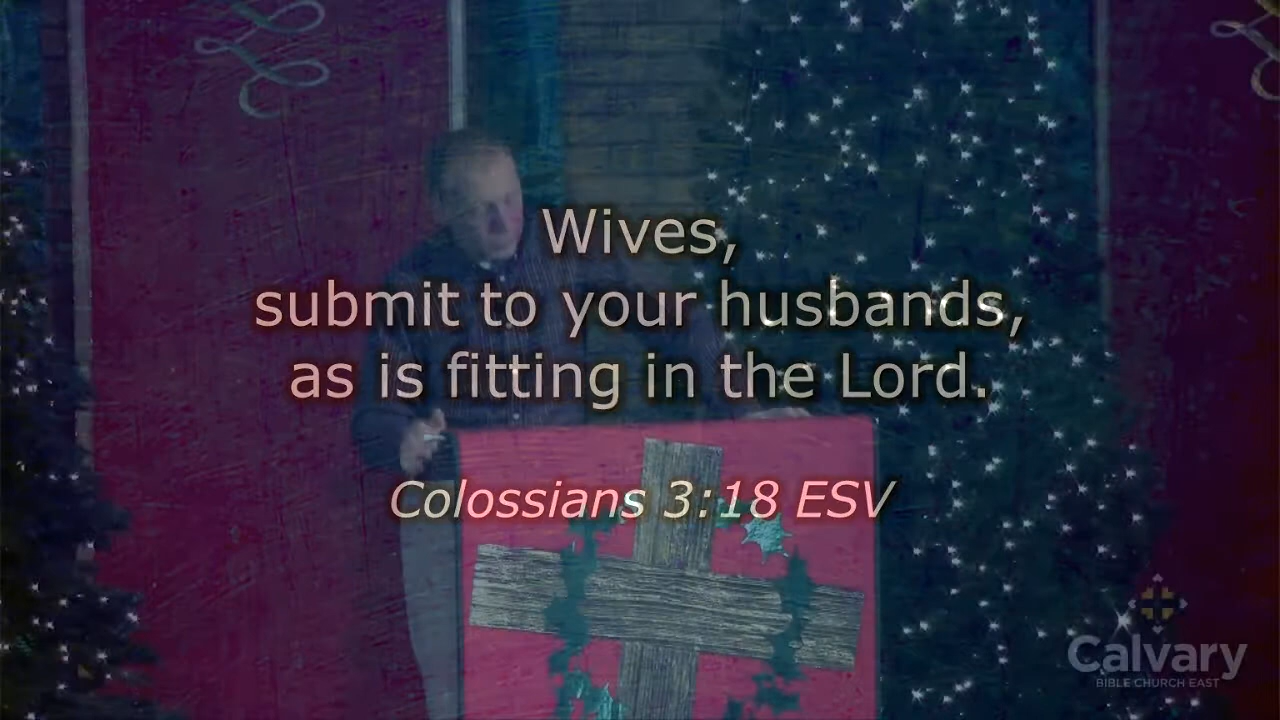 Wives,
submit to your husbands,
as is fitting in the Lord.
Colossians 3:18 ESV
Calvary
BIBLE CHURCH EAST